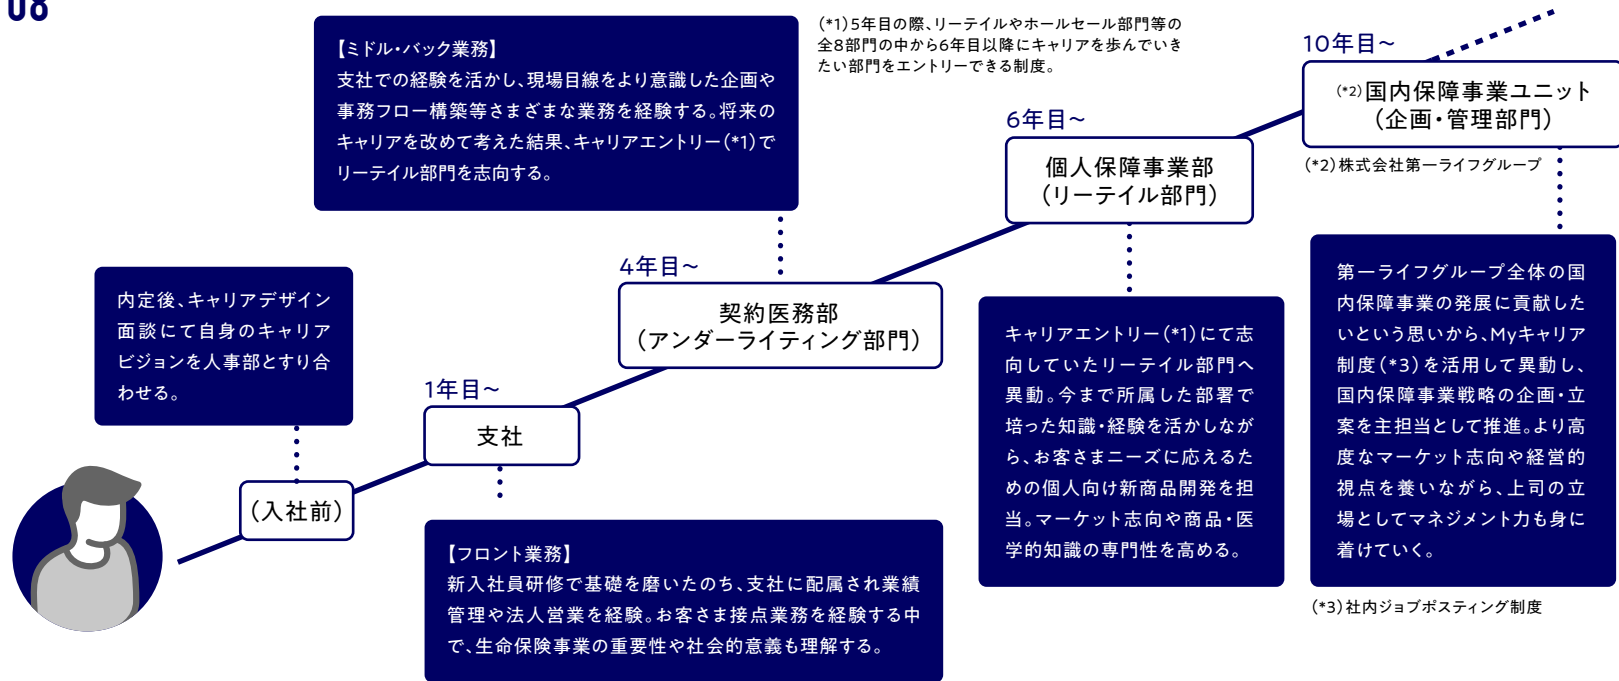 08
内定後、キャリアデザイン
面談にて自身のキャリア
ビジョンを人事部とすり合
わせる。
(入社前)
1年目~
支社
【フロント業務】
新入社員研修で基礎を磨いたのち、支社に配属され業績
管理や法人営業を経験。お客さま接点業務を経験する中
で、生命保険事業の重要性や社会的意義も理解する。
【ミドル・バック業務】
支社での経験を活かし、現場目線をより意識した企画や
事務フロー構築等さまざまな業務を経験する。将来の
キャリアを改めて考えた結果、キャリアエントリー(*1)で
リーテイル部門を志向する。
4年目~
契約医務部
(アンダーライティング部門)
(*1)5年目の際、リーテイルやホールセール部門等の
全8部門の中から6年目以降にキャリアを歩んでいき
たい部門をエントリーできる制度。
6年目~
個人保障事業部
(リーテイル部門)
キャリアエントリー(*1)にて志
向していたリーテイル部門へ
異動。今まで所属した部署で
培った知識・経験を活かしなが
ら、お客さまニーズに応えるた
めの個人向け新商品開発を担
当。マーケット志向や商品・医
学的知識の専門性を高める。
10年目~
(*2)国内保障事業ユニット
(企画・管理部門)
(*2)株式会社第一ライフグループ
第一ライフグループ全体の国
内保障事業の発展に貢献した
いという思いから、Myキャリア
制度(*3)を活用して異動し、
国内保障事業戦略の企画・立
案を主担当として推進。より高
度なマーケット志向や経営的
視点を養いながら、上司の立
場としてマネジメント力も身に
着けていく。
(*3)社内ジョブポスティング制度